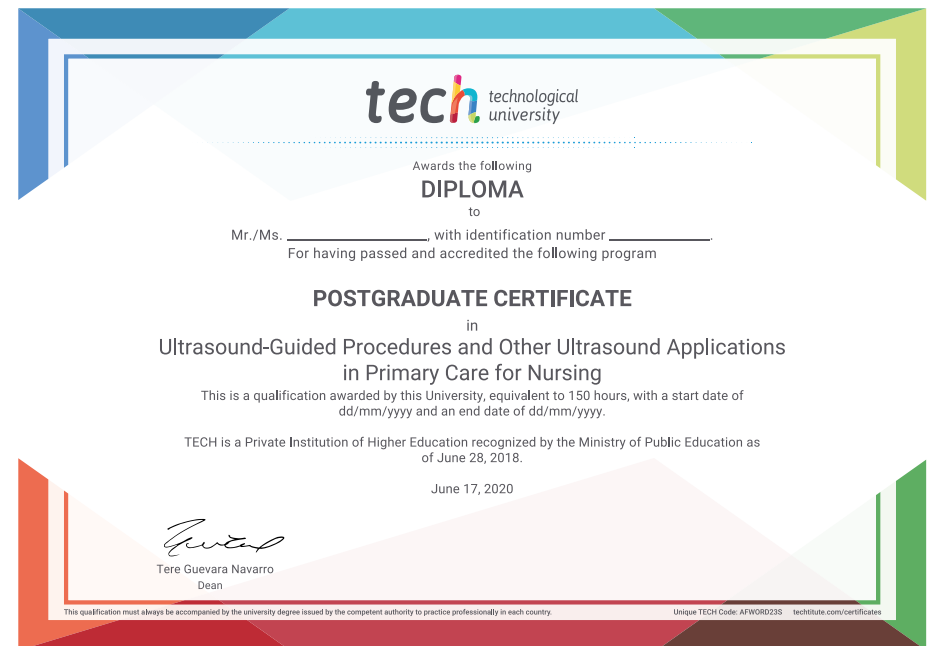 tech technological
university
Awards the following
DIPLOMA
to
Mr./Ms. ____________________, with identification number ______________.
For having passed and accredited the following program
POSTGRADUATE CERTIFICATE
in
Ultrasound-Guided Procedures and Other Ultrasound Applications
in Primary Care for Nursing
This is a qualification awarded by this University, equivalent to 150 hours, with a start date of
dd/mm/yyyy and an end date of dd/mm/yyyy.
TECH is a Private Institution of Higher Education recognized by the Ministry of Public Education as
of June 28, 2018.
June 17, 2020
Tere Guevara Navarro
Dean
This qualification must always be accompanied by the university degree issued by the competent authority to practice professionally in each country.
Unique TECH Code: AFWORD23S techtitute.com/certificates